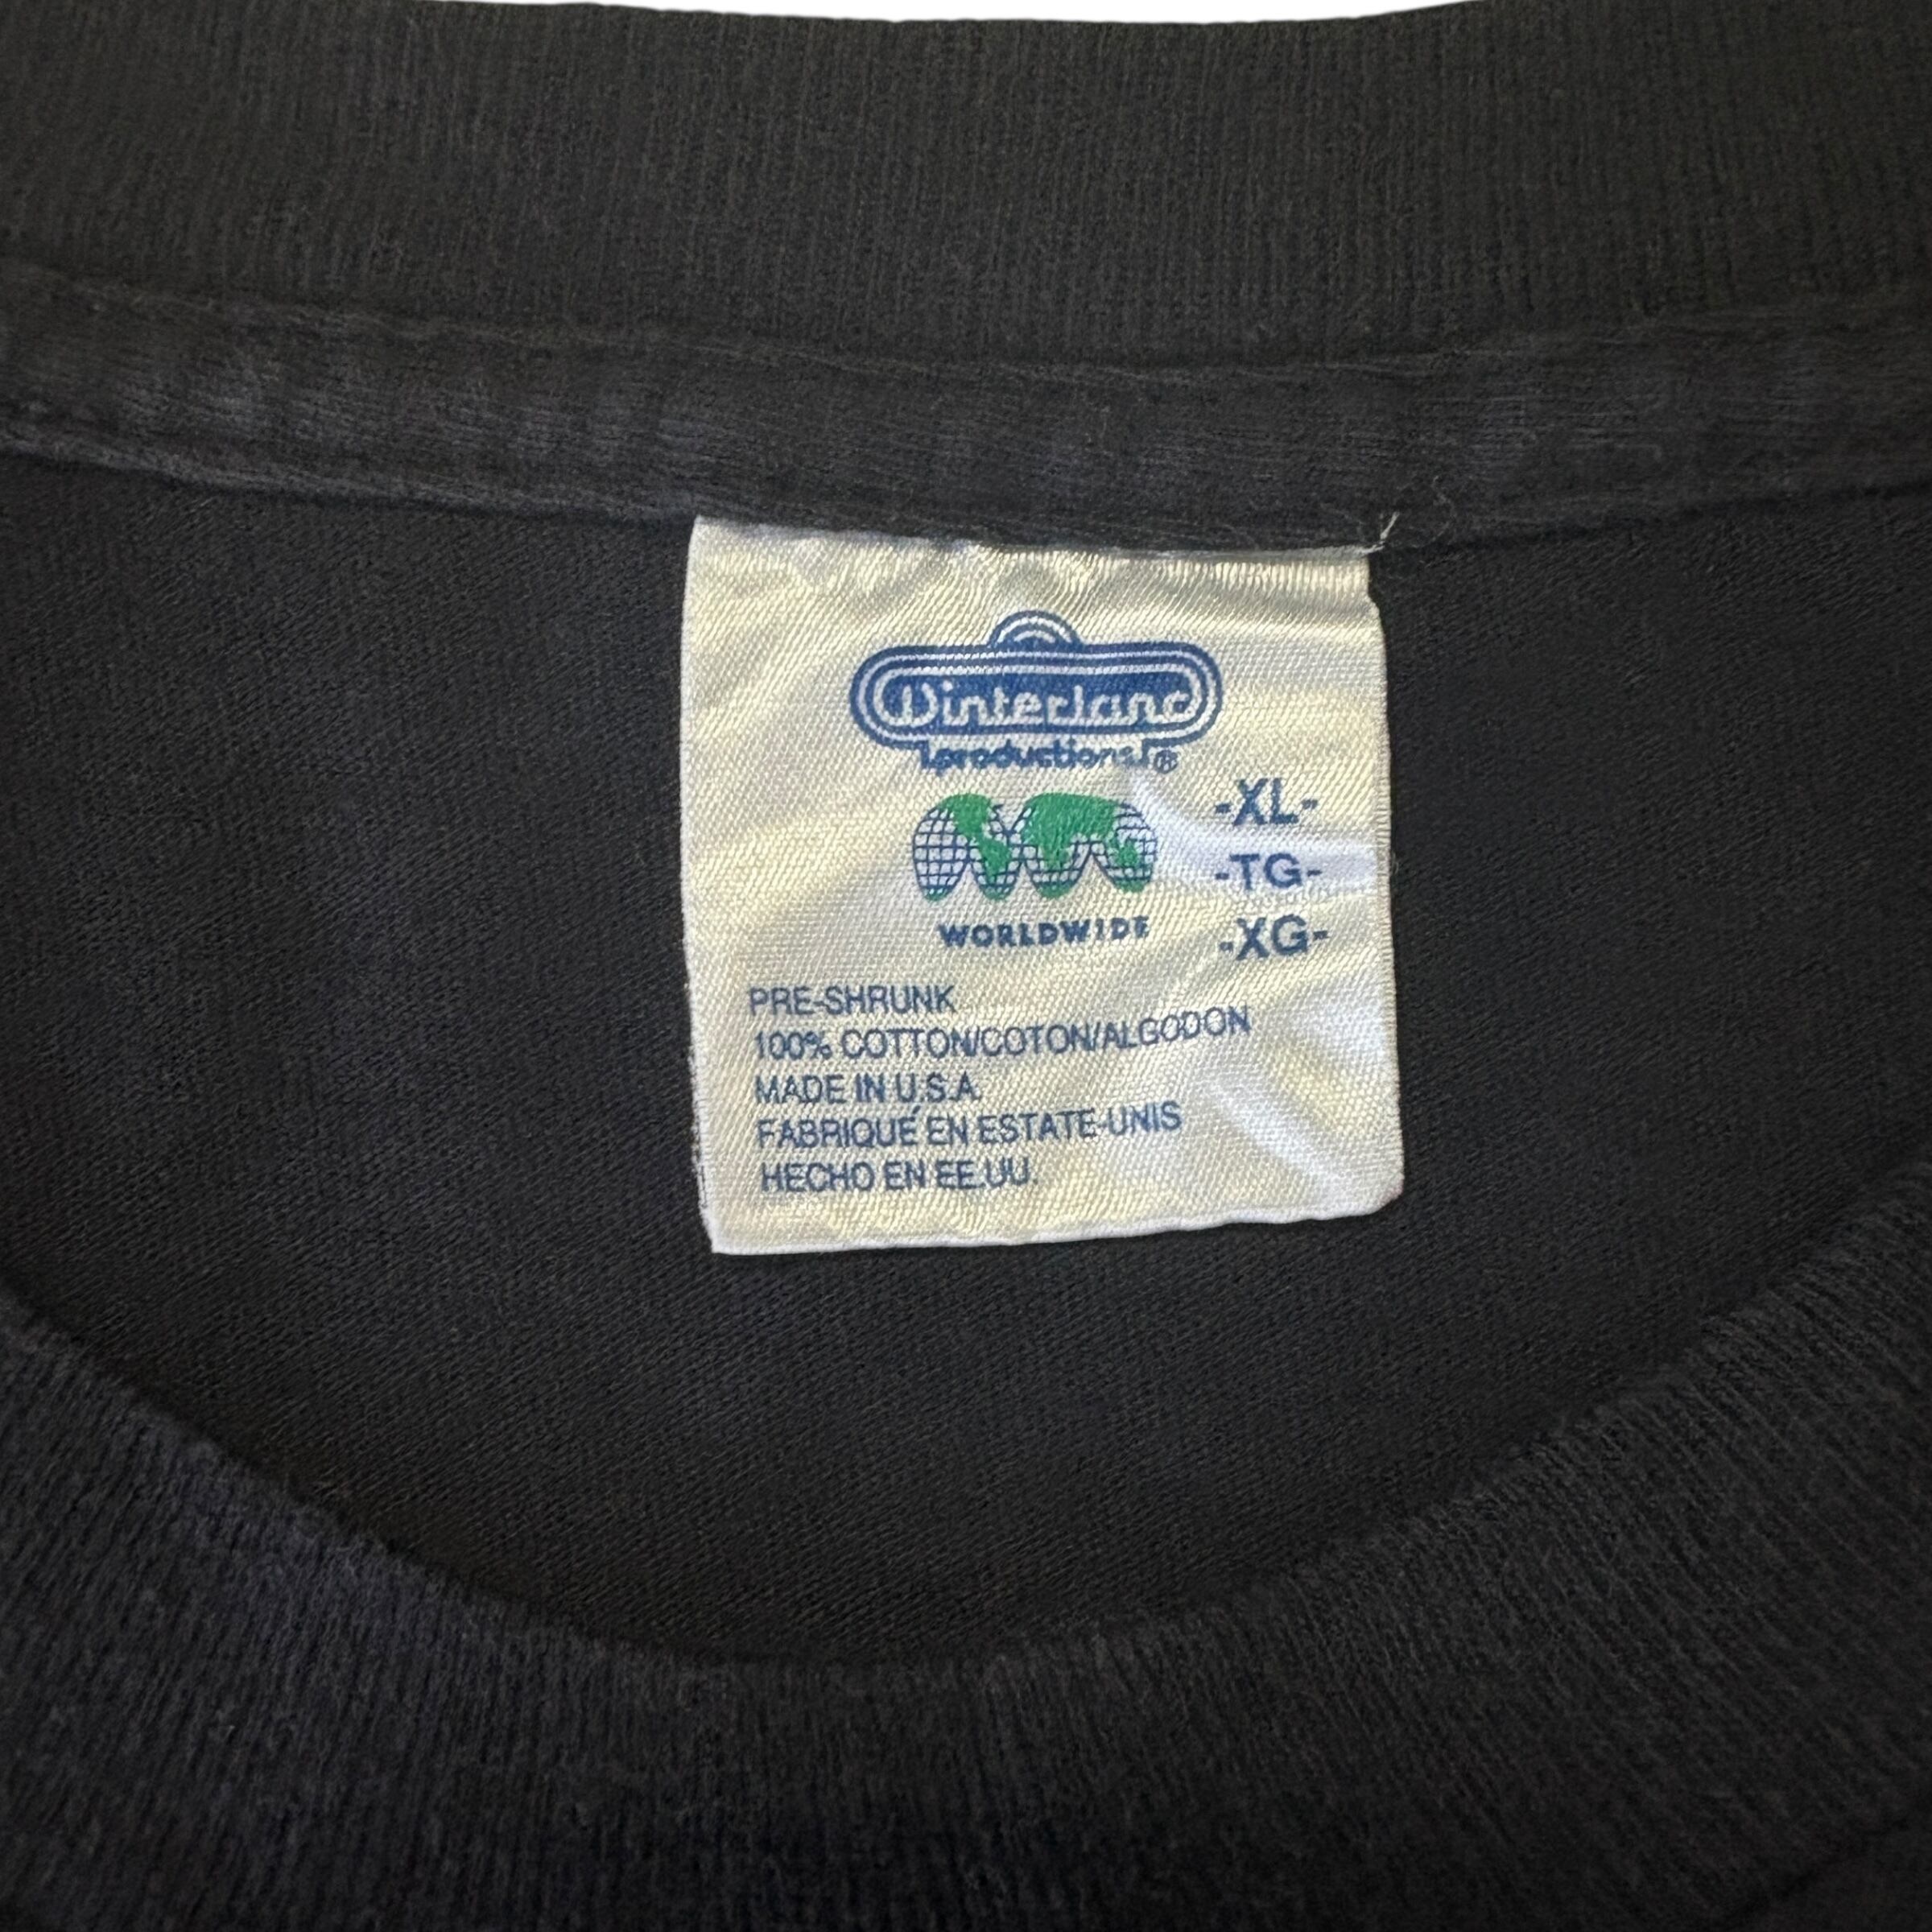 Winterland
productions®
-XL-
-TG-
WORLDWIDE
-XG-
PRE-SHRUNK
100% COTTON/COTON/ALGODON
MADE IN U.S.A.
FABRIQUÉ EN ESTATE-UNIS
HECHO EN EE.UU.